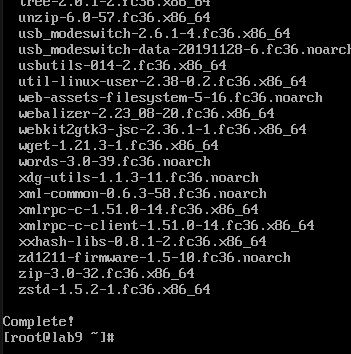 tree-2.0.1-2.fc36.x86_64
unzip-6.0-57.fc36.x86_64
usb_modeswitch-2.6.1-4.fc36.x86_64
usb_modeswitch-data-20191128-6.fc36.noarch
usbutils-014-2.fc36.x86_64
util-linux-user-2.38-0.2.fc36.x86_64
web-assets-filesystem-5-16.fc36.noarch
webalizer-2.23_08-20.fc36.x86_64
webkit2gtk3-jsc-2.36.1-1.fc36.x86_64
wget-1.21.3-1.fc36.x86_64
words-3.0-39.fc36.noarch
xdg-utils-1.1.3-11.fc36.noarch
xml-common-0.6.3-58.fc36.noarch
xmlrpc-c-1.51.0-14.fc36.x86_64
xmlrpc-c-client-1.51.0-14.fc36.x86_64
xxhash-libs-0.8.1-2.fc36.x86_64
zd1211-firmware-1.5-10.fc36.noarch
zip-3.0-32.fc36.x86_64
zstd-1.5.2-1.fc36.x86_64
Complete!
[root@lab9 ~]#